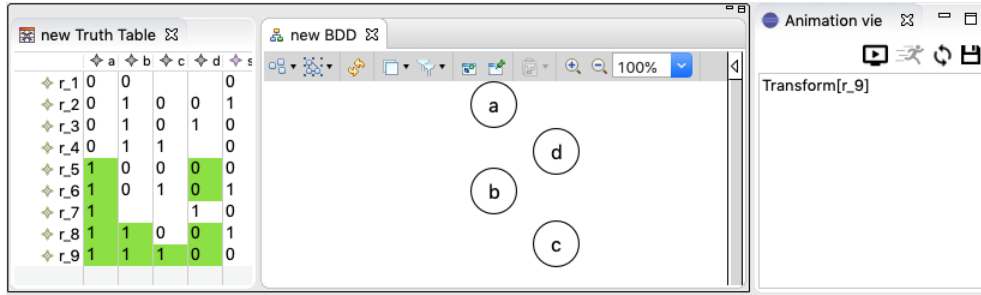 new Truth Table
a b c d s
r_1 0 0 0
r_2 0 1 0 0 1
r_3 0 1 0 1 0
r_4 0 1 1 0
r_5 1 0 0 0 0
r_6 1 0 1 0 1
r_7 1 1 0
r_8 1 1 0 0 1
r_9 1 1 1 0 0
new BDD
100%
a
d
b
c
Animation vie
Transform[r_9]